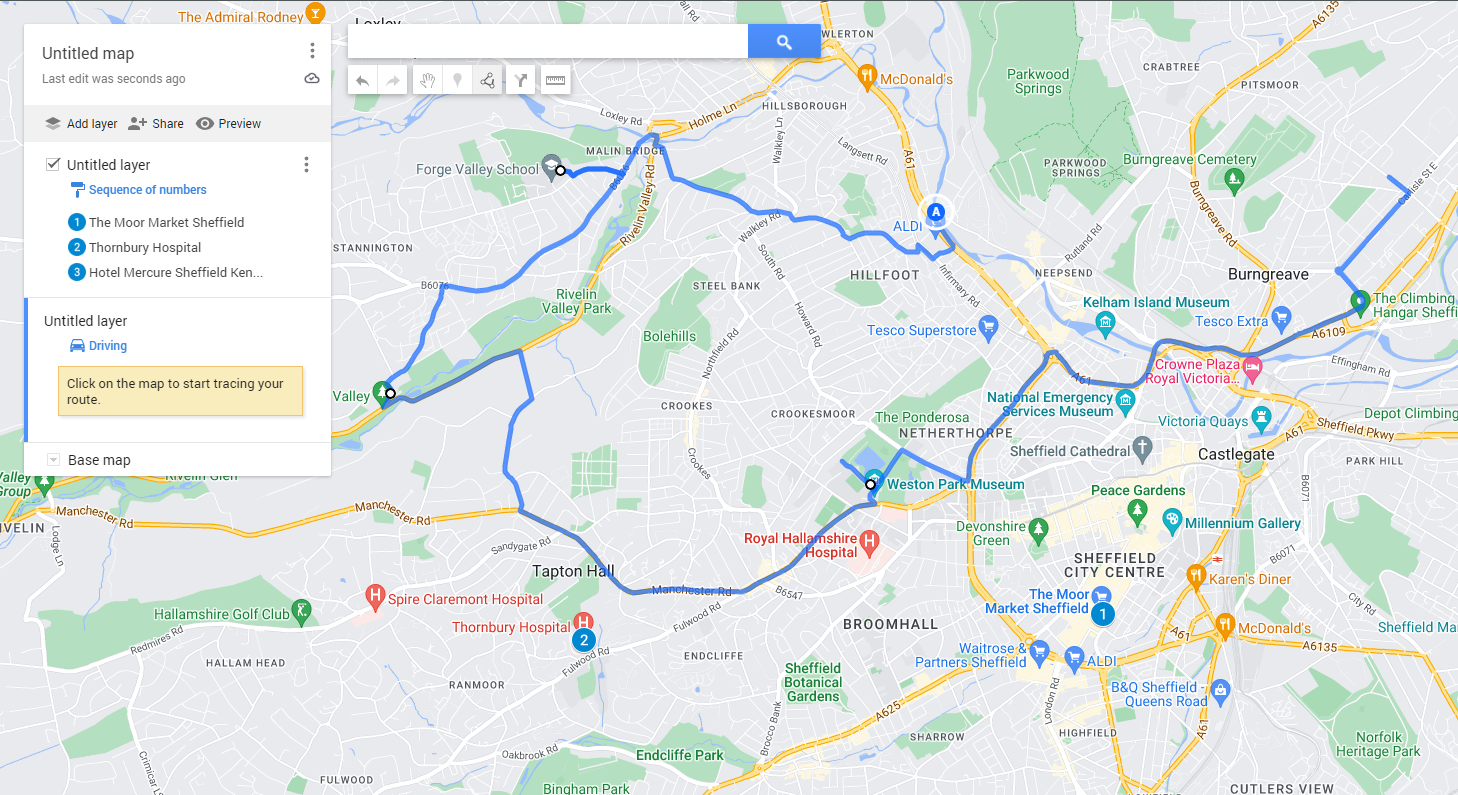 The Admiral Rodney
Loxley
Untitled map
Last edit was seconds ago
Add layer
Share
Preview
Untitled layer
Sequence of numbers
1
The Moor Market Sheffield
2
Thornbury Hospital
3
Hotel Mercure Sheffield Ken...
Untitled layer
Driving
Click on the map to start tracing your
route.
Base map
WLERTON
McDonald's
A6135
CRABTREE
PITSMOOR
Parkwood
Springs
HILLSBOROUGH
Holme Ln
Loxley Rd
Walkley Ln
Langsett Rd
A61
MALIN BRIDGE
Forge Valley School
B6076
Rivelin Valley Rd
PARKWOOD
SPRINGS
Burngreave Cemetery
Burngreave Rd
Carlisle St E
A
ALDI
Walkley Rd
South Rd
STANNINGTON
HILLFOOT
Infirmary Rd
Rutland Rd
NEEPSEND
Burngreave
B6076
STEEL BANK
Rivelin
Valley Park
Howard Rd
Kelham Island Museum
Tesco Extra
The Climbing
Hangar Sheffi
Tesco Superstore
A6109
Bolehills
Northfield Rd
Effingham Rd
Crowne Plaza
Royal Victoria...
A61
Valley
National Emergency
Services Museum
CROOKES
CROOKESMOOR
The Ponderosa
NETHERTHORPE
Victoria Quays
Depot Climbing
A61
Sheffield Pkwy
Sheffield Cathedral
Castlegate
PARK HILL
Crookes
Rivelin Glen
Valley
Group
Weston Park Museum
Peace Gardens
B6071
Manchester Rd
Manchester Rd
IVELIN
Lodge Ln
Devonshire
Green
Millennium Gallery
Royal Hallamshire
Hospital
Sandygate Rd
Tapton Hall
SHEFFIELD
CITY CENTRE
B6071
Karen's Diner
Manchester Rd
B6547
Spire Claremont Hospital
Hallamshire Golf Club
The Moor
Market Sheffield
1
City Rd
Fulwood Rd
Thornbury Hospital
2
BROOMHALL
McDonald's
Sheffield Ma
A61
A6135
Redmires Rd
Fulwood Rd
Waitrose &
Partners Sheffield
ALDI
HALLAM HEAD
ENDCLIFFE
Sheffield
Botanical
Gardens
RANMOOR
B&Q Sheffield -
Queens Road
London Rd
A625
A61
Brocco Bank
SHARROW
HIGHFIELD
Norfolk
Heritage Park
Oakbrook Rd
Endcliffe Park
Crimicar Ln
FULWOOD
Bingham Park
CUTLERS VIEW